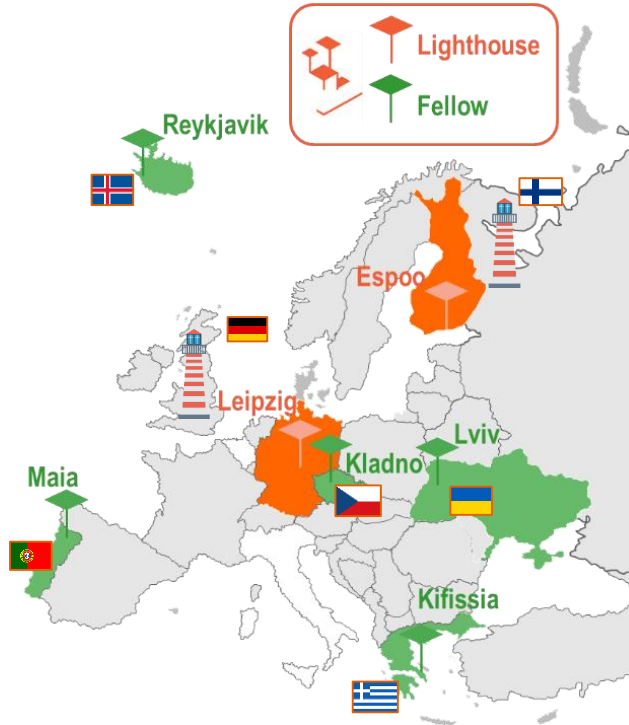 Lighthouse
Fellow
Reykjavik
Espoo
Leipzig
Lviv
Kladno
Maia
Kifissia